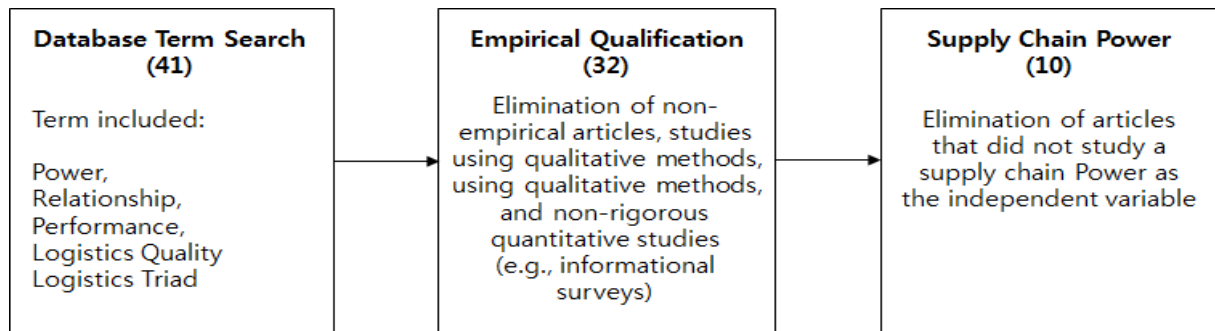 Database Term Search
(41)
Term included:
Power,
Relationship,
Performance,
Logistics Quality
Logistics Triad
Empirical Qualification
(32)
Elimination of non-
empirical articles, studies
using qualitative methods,
using qualitative methods,
and non-rigorous
quantitative studies
(e.g., informational
surveys)
Supply Chain Power
(10)
Elimination of articles
that did not study a
supply chain Power as
the independent variable